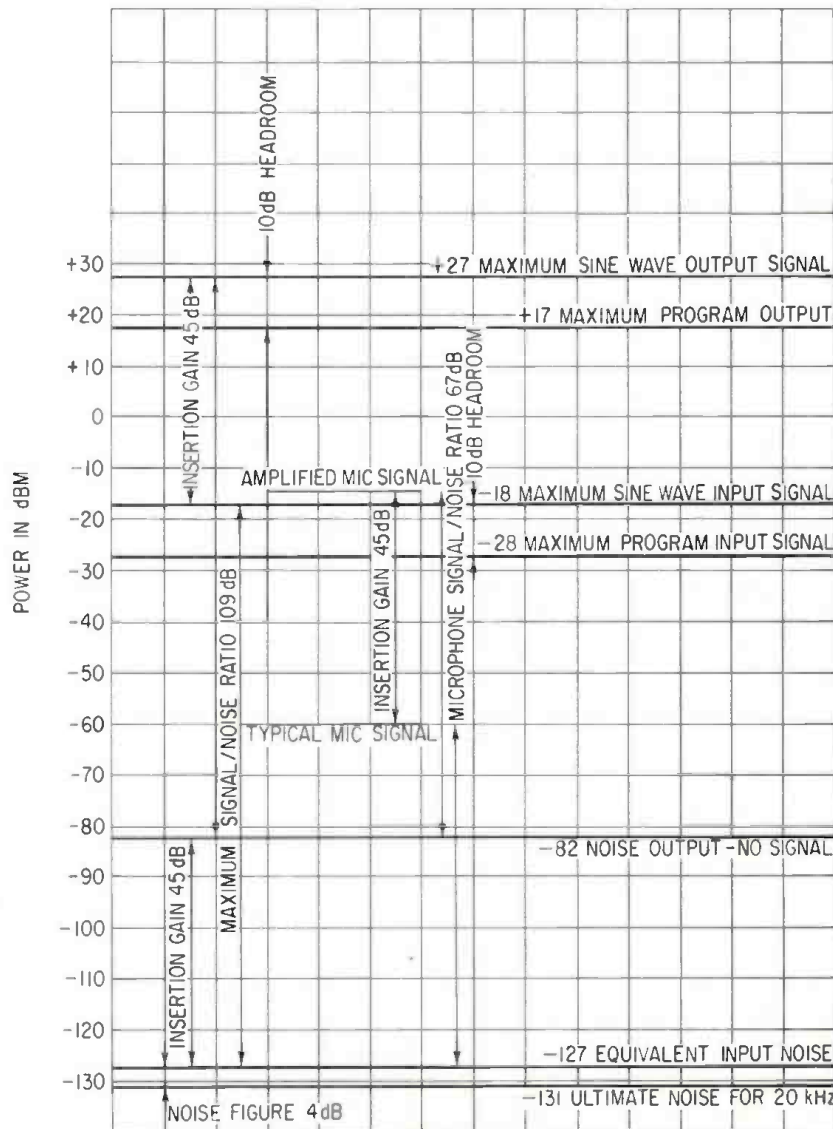 10dB HEADROOM
+30
+27 MAXIMUM SINE WAVE OUTPUT SIGNAL
+20
+17 MAXIMUM PROGRAM OUTPUT
INSERTION GAIN 45dB
+10
0
-10
AMPLIFIED MIC SIGNAL
MICROPHONE SIGNAL/NOISE RATIO 67dB
10dB HEADROOM
-18 MAXIMUM SINE WAVE INPUT SIGNAL
-20
-28 MAXIMUM PROGRAM INPUT SIGNAL
-30
POWER IN dBM
INSERTION GAIN 45dB
MAXIMUM SIGNAL/NOISE RATIO 109dB
-40
-50
-60
TYPICAL MIC SIGNAL
-70
-80
-82 NOISE OUTPUT-NO SIGNAL
INSERTION GAIN 45dB
-90
-100
-110
-120
-127 EQUIVALENT INPUT NOISE
-130
-131 ULTIMATE NOISE FOR 20 kHz
NOISE FIGURE 4dB